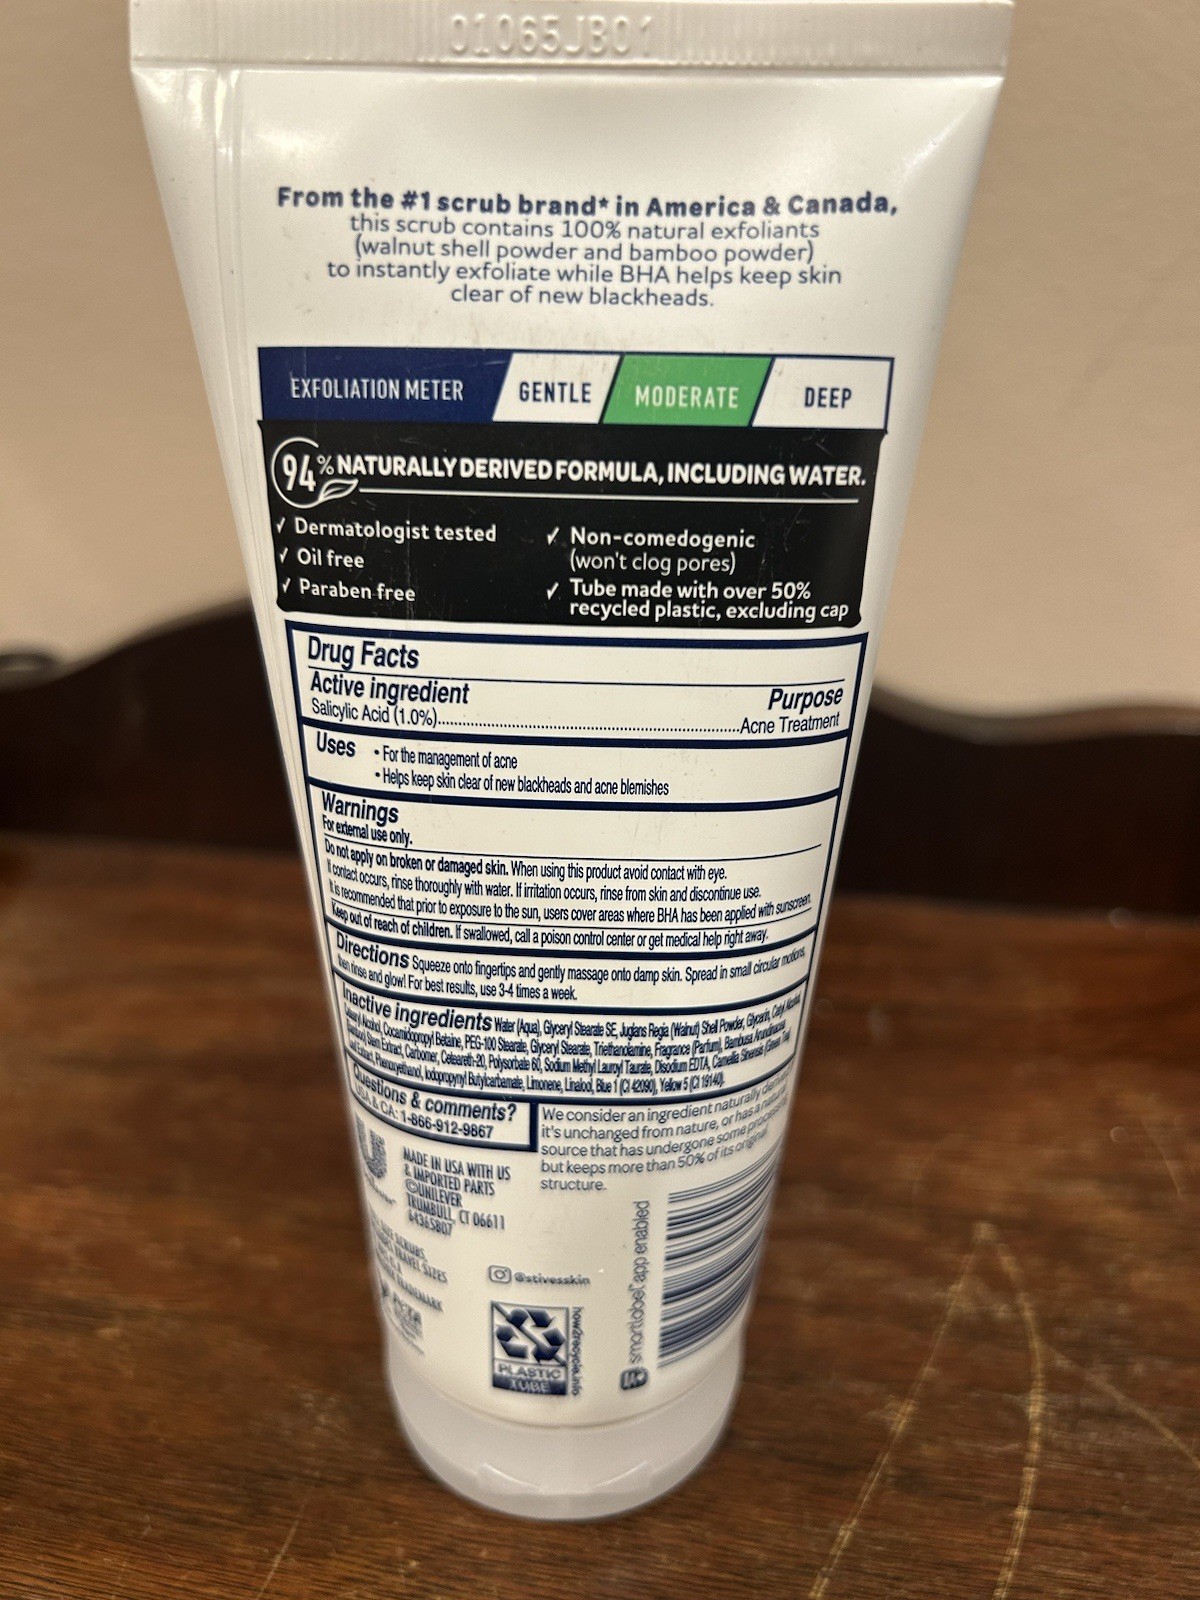 01065JB01
From the #1 scrub brand* in America & Canada,
this scrub contains 100% natural exfoliants
(walnut shell powder and bamboo powder)
to instantly exfoliate while BHA helps keep skin
clear of new blackheads.
EXFOLIATION METER GENTLE MODERATE DEEP
94% NATURALLY DERIVED FORMULA, INCLUDING WATER.
✓ Dermatologist tested
✓ Oil free
✓ Paraben free
✓ Non-comedogenic
(won't clog pores)
✓ Tube made with over 50%
recycled plastic, excluding cap
Drug Facts
Active ingredient Purpose
Salicylic Acid (1.0%)..........................................................Acne Treatment
Uses • For the management of acne
• Helps keep skin clear of new blackheads and acne blemishes
Warnings
For external use only.
Do not apply on broken or damaged skin. When using this product avoid contact with eye.
If contact occurs, rinse thoroughly with water. If irritation occurs, rinse from skin and discontinue use.
It is recommended that prior to exposure to the sun, users cover areas where BHA has been applied with sunscreen.
Keep out of reach of children. If swallowed, call a poison control center or get medical help right away.
Directions Squeeze onto fingertips and gently massage onto damp skin. Spread in small circular motions,
then rinse and glow! For best results, use 3-4 times a week.
Inactive ingredients Water (Aqua), Glyceryl Stearate SE, Juglans Regia (Walnut) Shell Powder, Glycerin, Cetyl Alcohol,
Stearyl Alcohol, Cocamidopropyl Betaine, PEG-100 Stearate, Glyceryl Stearate, Triethanolamine, Fragrance (Parfum), Bambusa Arundinacea
Stem Extract, Carbomer, Ceteareth-20, Polysorbate 60, Sodium Methyl Lauroyl Taurate, Disodium EDTA, Camellia Sinensis (Green Tea)
Leaf Extract, Phenoxyethanol, Iodopropynyl Butylcarbamate, Limonene, Linalool, Blue 1 (CI 42090), Yellow 5 (CI 19140).
Questions & comments?
USA & CA: 1-866-912-9867
We consider an ingredient naturally derived
it's unchanged from nature, or has a natural
source that has undergone some processing
but keeps more than 50% of its original
structure.
MADE IN USA WITH US
& IMPORTED PARTS
©UNILEVER
TRUMBULL, CT 06611
64365807
SCRUBS,
TRAVEL SIZES
TRADEMARK
@stivesskin
PLASTIC
TUBE
how2recycle.info
smartlabel app enabled